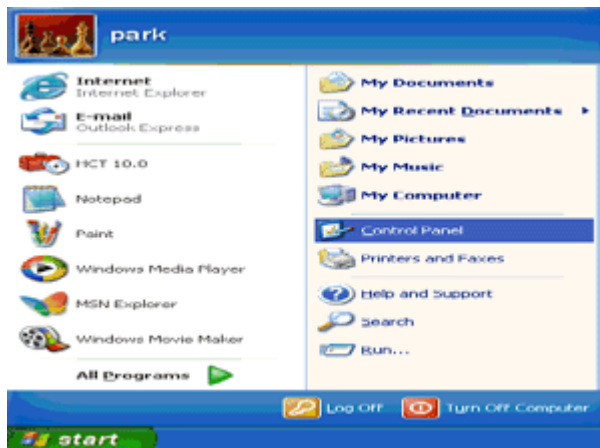 park
Internet
Internet Explorer
E-mail
Outlook Express
HCT 10.0
Notepad
Paint
Windows Media Player
MSN Explorer
Windows Movie Maker
All Programs
My Documents
My Recent Documents
My Pictures
My Music
My Computer
Control Panel
Printers and Faxes
Help and Support
Search
Run...
Log Off
Turn Off Computer
start